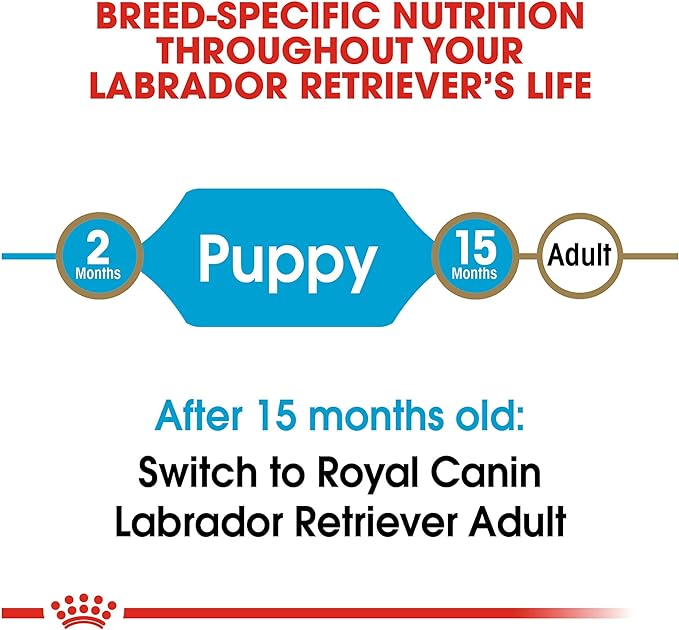 BREED-SPECIFIC NUTRITION
THROUGHOUT YOUR
LABRADOR RETRIEVER'S LIFE
2
Months
Puppy
15
Months
Adult
After 15 months old:
Switch to Royal Canin
Labrador Retriever Adult